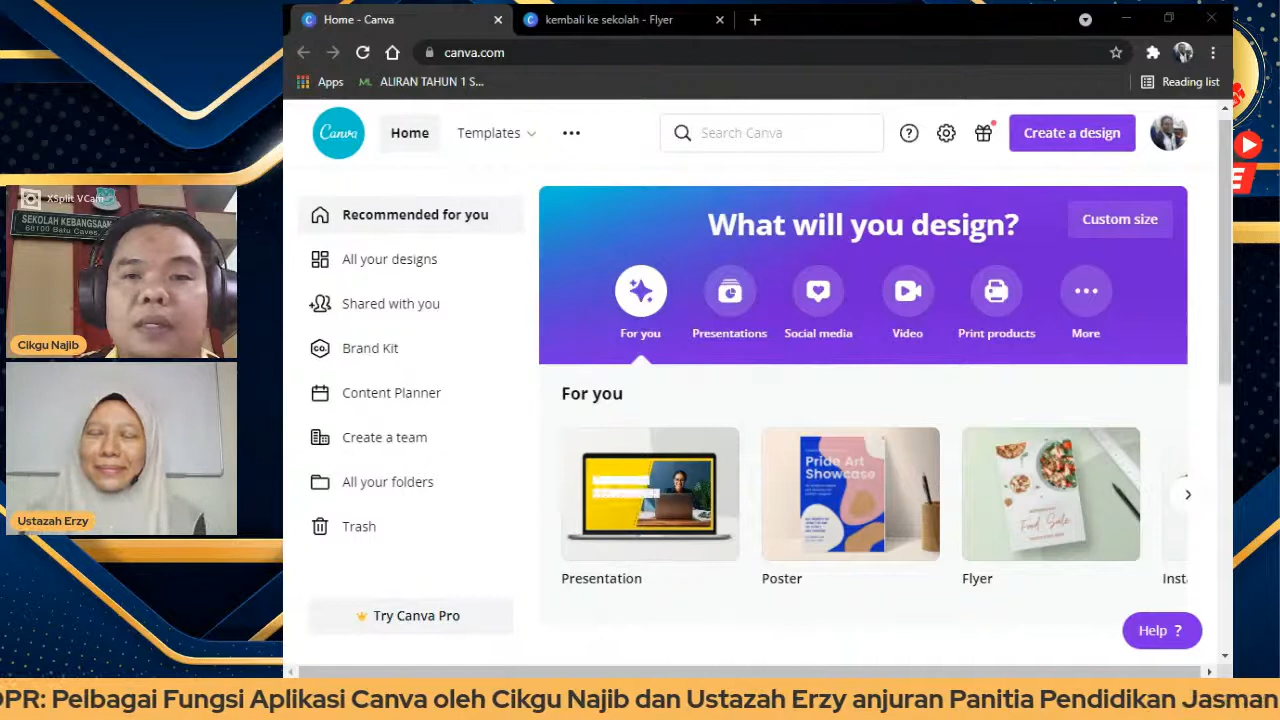 Home - Canva
kembali ke sekolah - Flyer
canva.com
Apps
ALIRAN TAHUN 1 S...
Reading list
Canva
Home
Templates
Search Canva
Create a design
Recommended for you
All your designs
Shared with you
Brand Kit
Content Planner
Create a team
All your folders
Trash
Try Canva Pro
What will you design?
Custom size
For you
Presentations
Social media
Video
Print products
More
For you
Pride Art
Showcase
Food Sale
Presentation
Poster
Flyer
Insta
Help ?
XSplit VCam
SEKOLAH KEBANGSAAN
68100 Batu Caves,
Cikgu Najib
Ustazah Erzy
DPR: Pelbagai Fungsi Aplikasi Canva oleh Cikgu Najib dan Ustazah Erzy anjuran Panitia Pendidikan Jasman